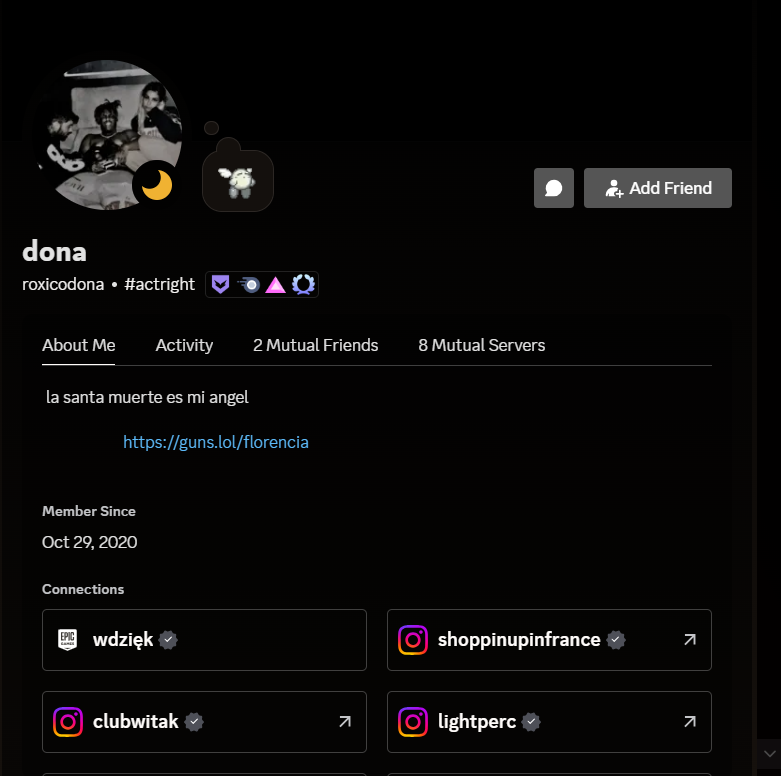 dona
roxicodona • #actright
Add Friend
About Me Activity 2 Mutual Friends 8 Mutual Servers
la santa muerte es mi angel
https://guns.lol/florencia
Member Since
Oct 29, 2020
Connections
EPIC GAMES wdzięk shoppinupinfrance
clubwitak lightperc